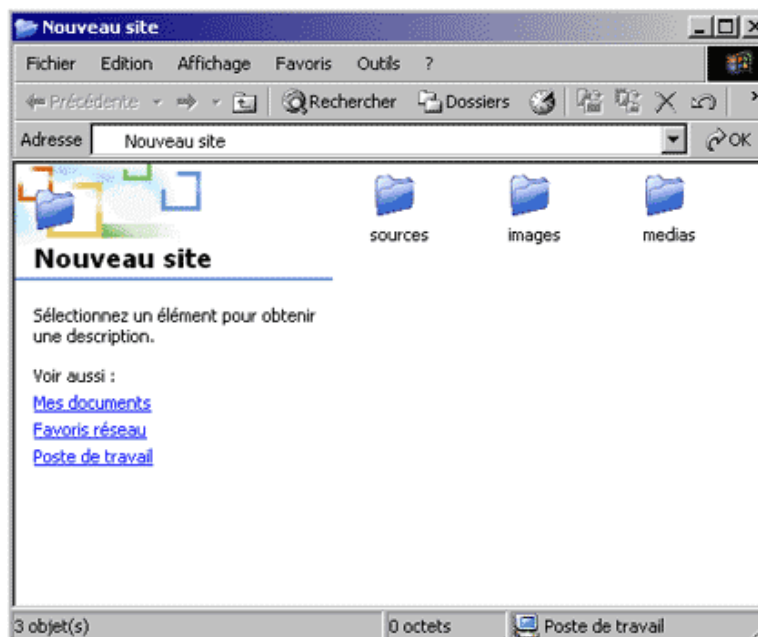 Nouveau site
Fichier Edition Affichage Favoris Outils ?
Précédente Rechercher Dossiers
Adresse Nouveau site OK
sources images medias
Nouveau site
Sélectionnez un élément pour obtenir
une description.
Voir aussi :
Mes documents
Favoris réseau
Poste de travail
3 objet(s) 0 octets Poste de travail